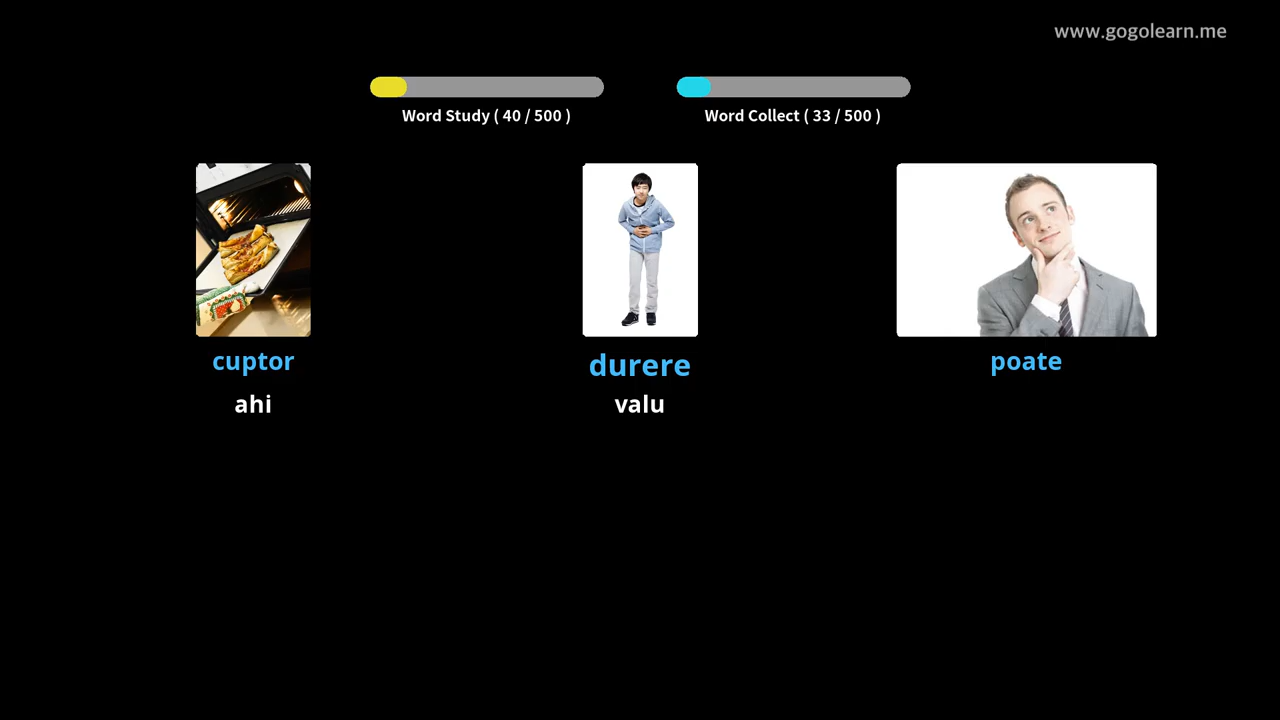 www.gogolearn.me
Word Study ( 40 / 500 )
Word Collect ( 33 / 500 )
cuptor
durere
poate
ahi
valu